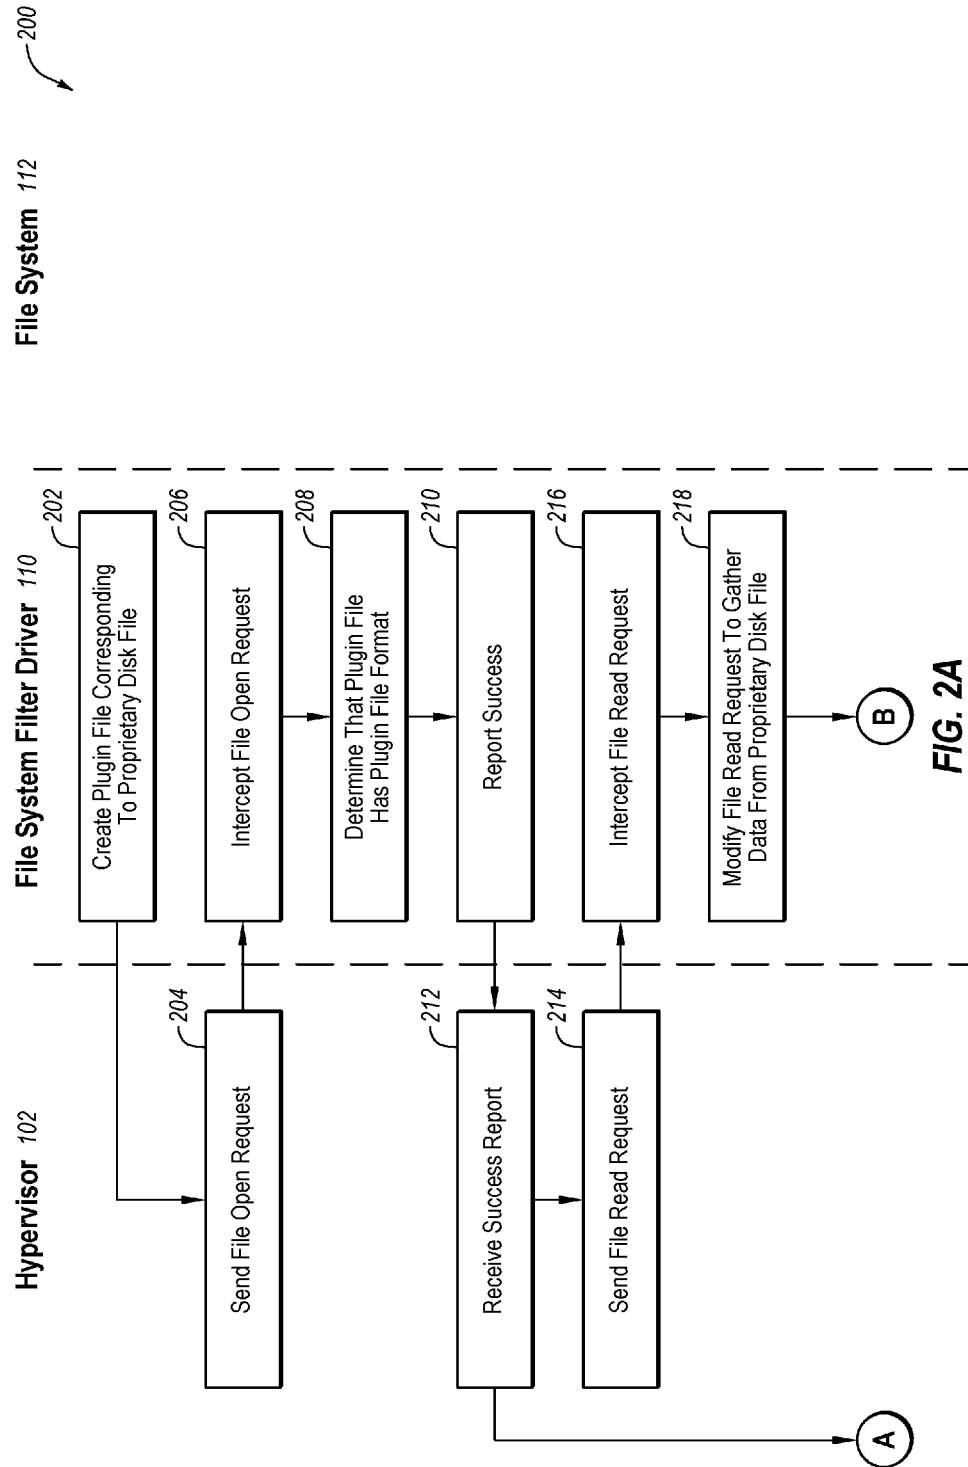 200
Hypervisor 102
File System Filter Driver 110
File System 112
202
Create Plugin File Corresponding
To Proprietary Disk File
204
Send File Open Request
206
Intercept File Open Request
208
Determine That Plugin File
Has Plugin File Format
210
Report Success
212
Receive Success Report
214
Send File Read Request
216
Intercept File Read Request
218
Modify File Read Request To Gather
Data From Proprietary Disk File
A
B
FIG. 2A